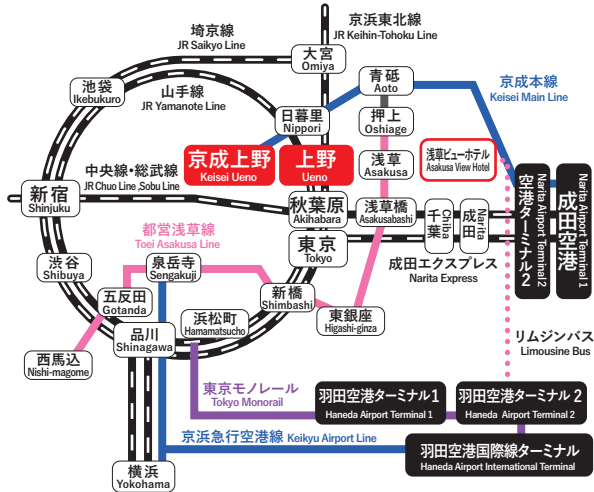 埼京線
JR Saikyo Line
京浜東北線
JR Keihin-Tohoku Line
大宮
Omiya
青砥
Aoto
京成本線
Keisei Main Line
池袋
Ikebukuro
山手線
JR Yamanote Line
日暮里
Nippori
押上
Oshiage
京成上野
Keisei Ueno
上野
Ueno
浅草
Asakusa
浅草ビューホテル
Asakusa View Hotel
中央線・総武線
JR Chuo Line ,Sobu Line
新宿
Shinjuku
秋葉原
Akihabara
浅草橋
Asakusabashi
千葉
Chiba
成田
Narita
空港ターミナル2
Narita Airport Terminal 2
成田空港
Narita Airport Terminal 1
都営浅草線
Toei Asakusa Line
東京
Tokyo
成田エクスプレス
Narita Express
渋谷
Shibuya
泉岳寺
Sengakuji
五反田
Gotanda
新橋
Shimbashi
東銀座
Higashi-ginza
浜松町
Hamamatsucho
品川
Shinagawa
リムジンバス
Limousine Bus
西馬込
Nishi-magome
東京モノレール
Tokyo Monorail
羽田空港ターミナル1
Haneda Airport Terminal 1
羽田空港ターミナル 2
Haneda Airport Terminal 2
京浜急行空港線 Keikyu Airport Line
羽田空港国際線ターミナル
Haneda Airport International Terminal
横浜
Yokohama